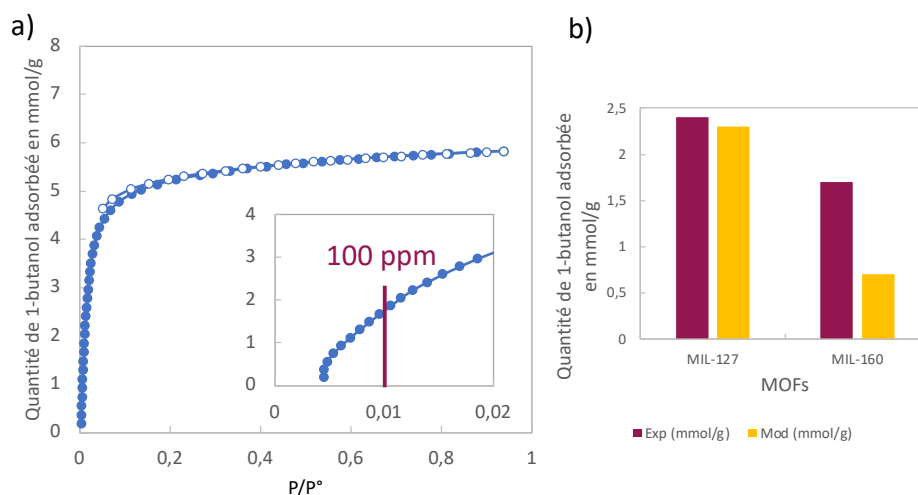 a)
Quantité de 1-butanol adsorbéé en mmol/g
8
7
6
5
4
3
2
1
0
0
0,2
0,4
0,6
0,8
1
P/P°
4
3
2
1
0
0
0,01
0,02
100 ppm
b)
Quantité de 1-butanol adsorbée
en mmol/g
2,5
2
1,5
1
0,5
0
MIL-127
MIL-160
MOFs
Exp (mmol/g)
Mod (mmol/g)